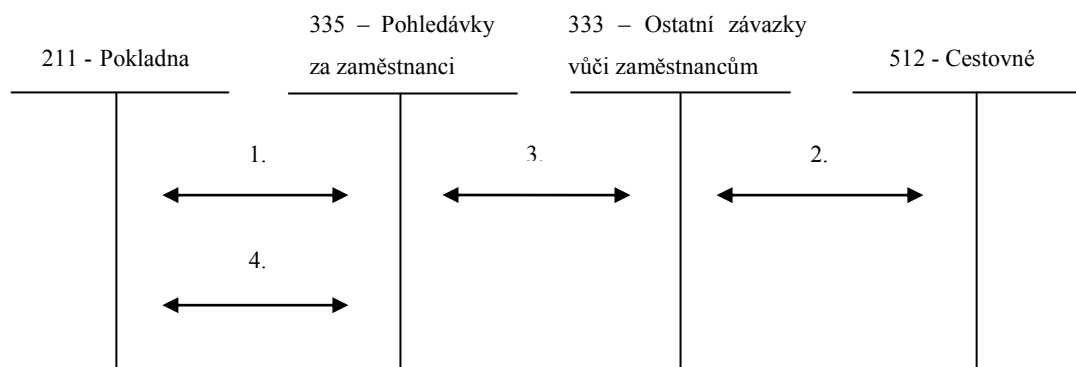 211 - Pokladna
335 – Pohledávky
za zaměstnanci
333 – Ostatní závazky
vůči zaměstnancům
512 - Cestovné
1.
3.
2.
4.